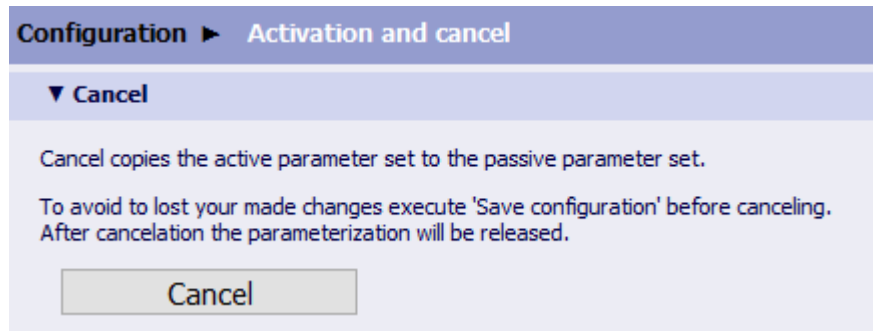 Configuration ► Activation and cancel
▼ Cancel
Cancel copies the active parameter set to the passive parameter set.
To avoid to lost your made changes execute 'Save configuration' before canceling.
After cancelation the parameterization will be released.
Cancel